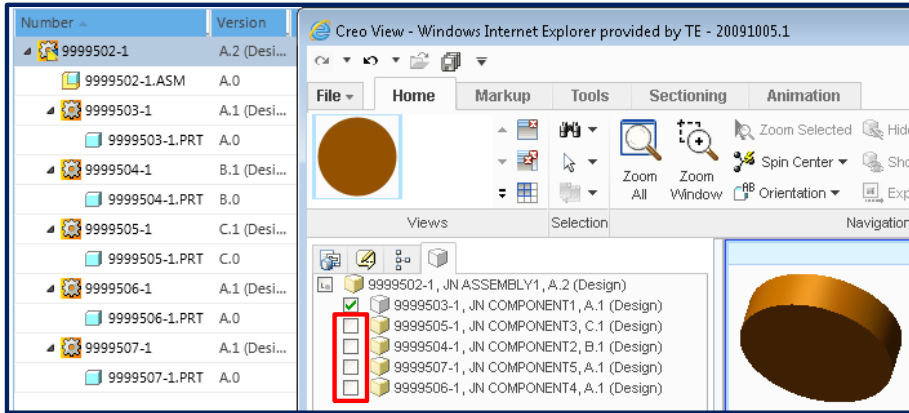 Number Version
9999502-1 A.2 (Desi...
9999502-1.ASM A.0
9999503-1 A.1 (Desi...
9999503-1.PRT A.0
9999504-1 B.1 (Desi...
9999504-1.PRT B.0
9999505-1 C.1 (Desi...
9999505-1.PRT C.0
9999506-1 A.1 (Desi...
9999506-1.PRT A.0
9999507-1 A.1 (Desi...
9999507-1.PRT A.0
Creo View - Windows Internet Explorer provided by TE - 20091005.1
File Home Markup Tools Sectioning Animation
Zoom All
Zoom Window
Zoom Selected Hid
Spin Center Sho
Orientation Exp
Views Selection Navigation
9999502-1, JN ASSEMBLY1, A.2 (Design)
9999503-1, JN COMPONENT1, A.1 (Design)
9999505-1, JN COMPONENT3, C.1 (Design)
9999504-1, JN COMPONENT2, B.1 (Design)
9999507-1, JN COMPONENT5, A.1 (Design)
9999506-1, JN COMPONENT4, A.1 (Design)